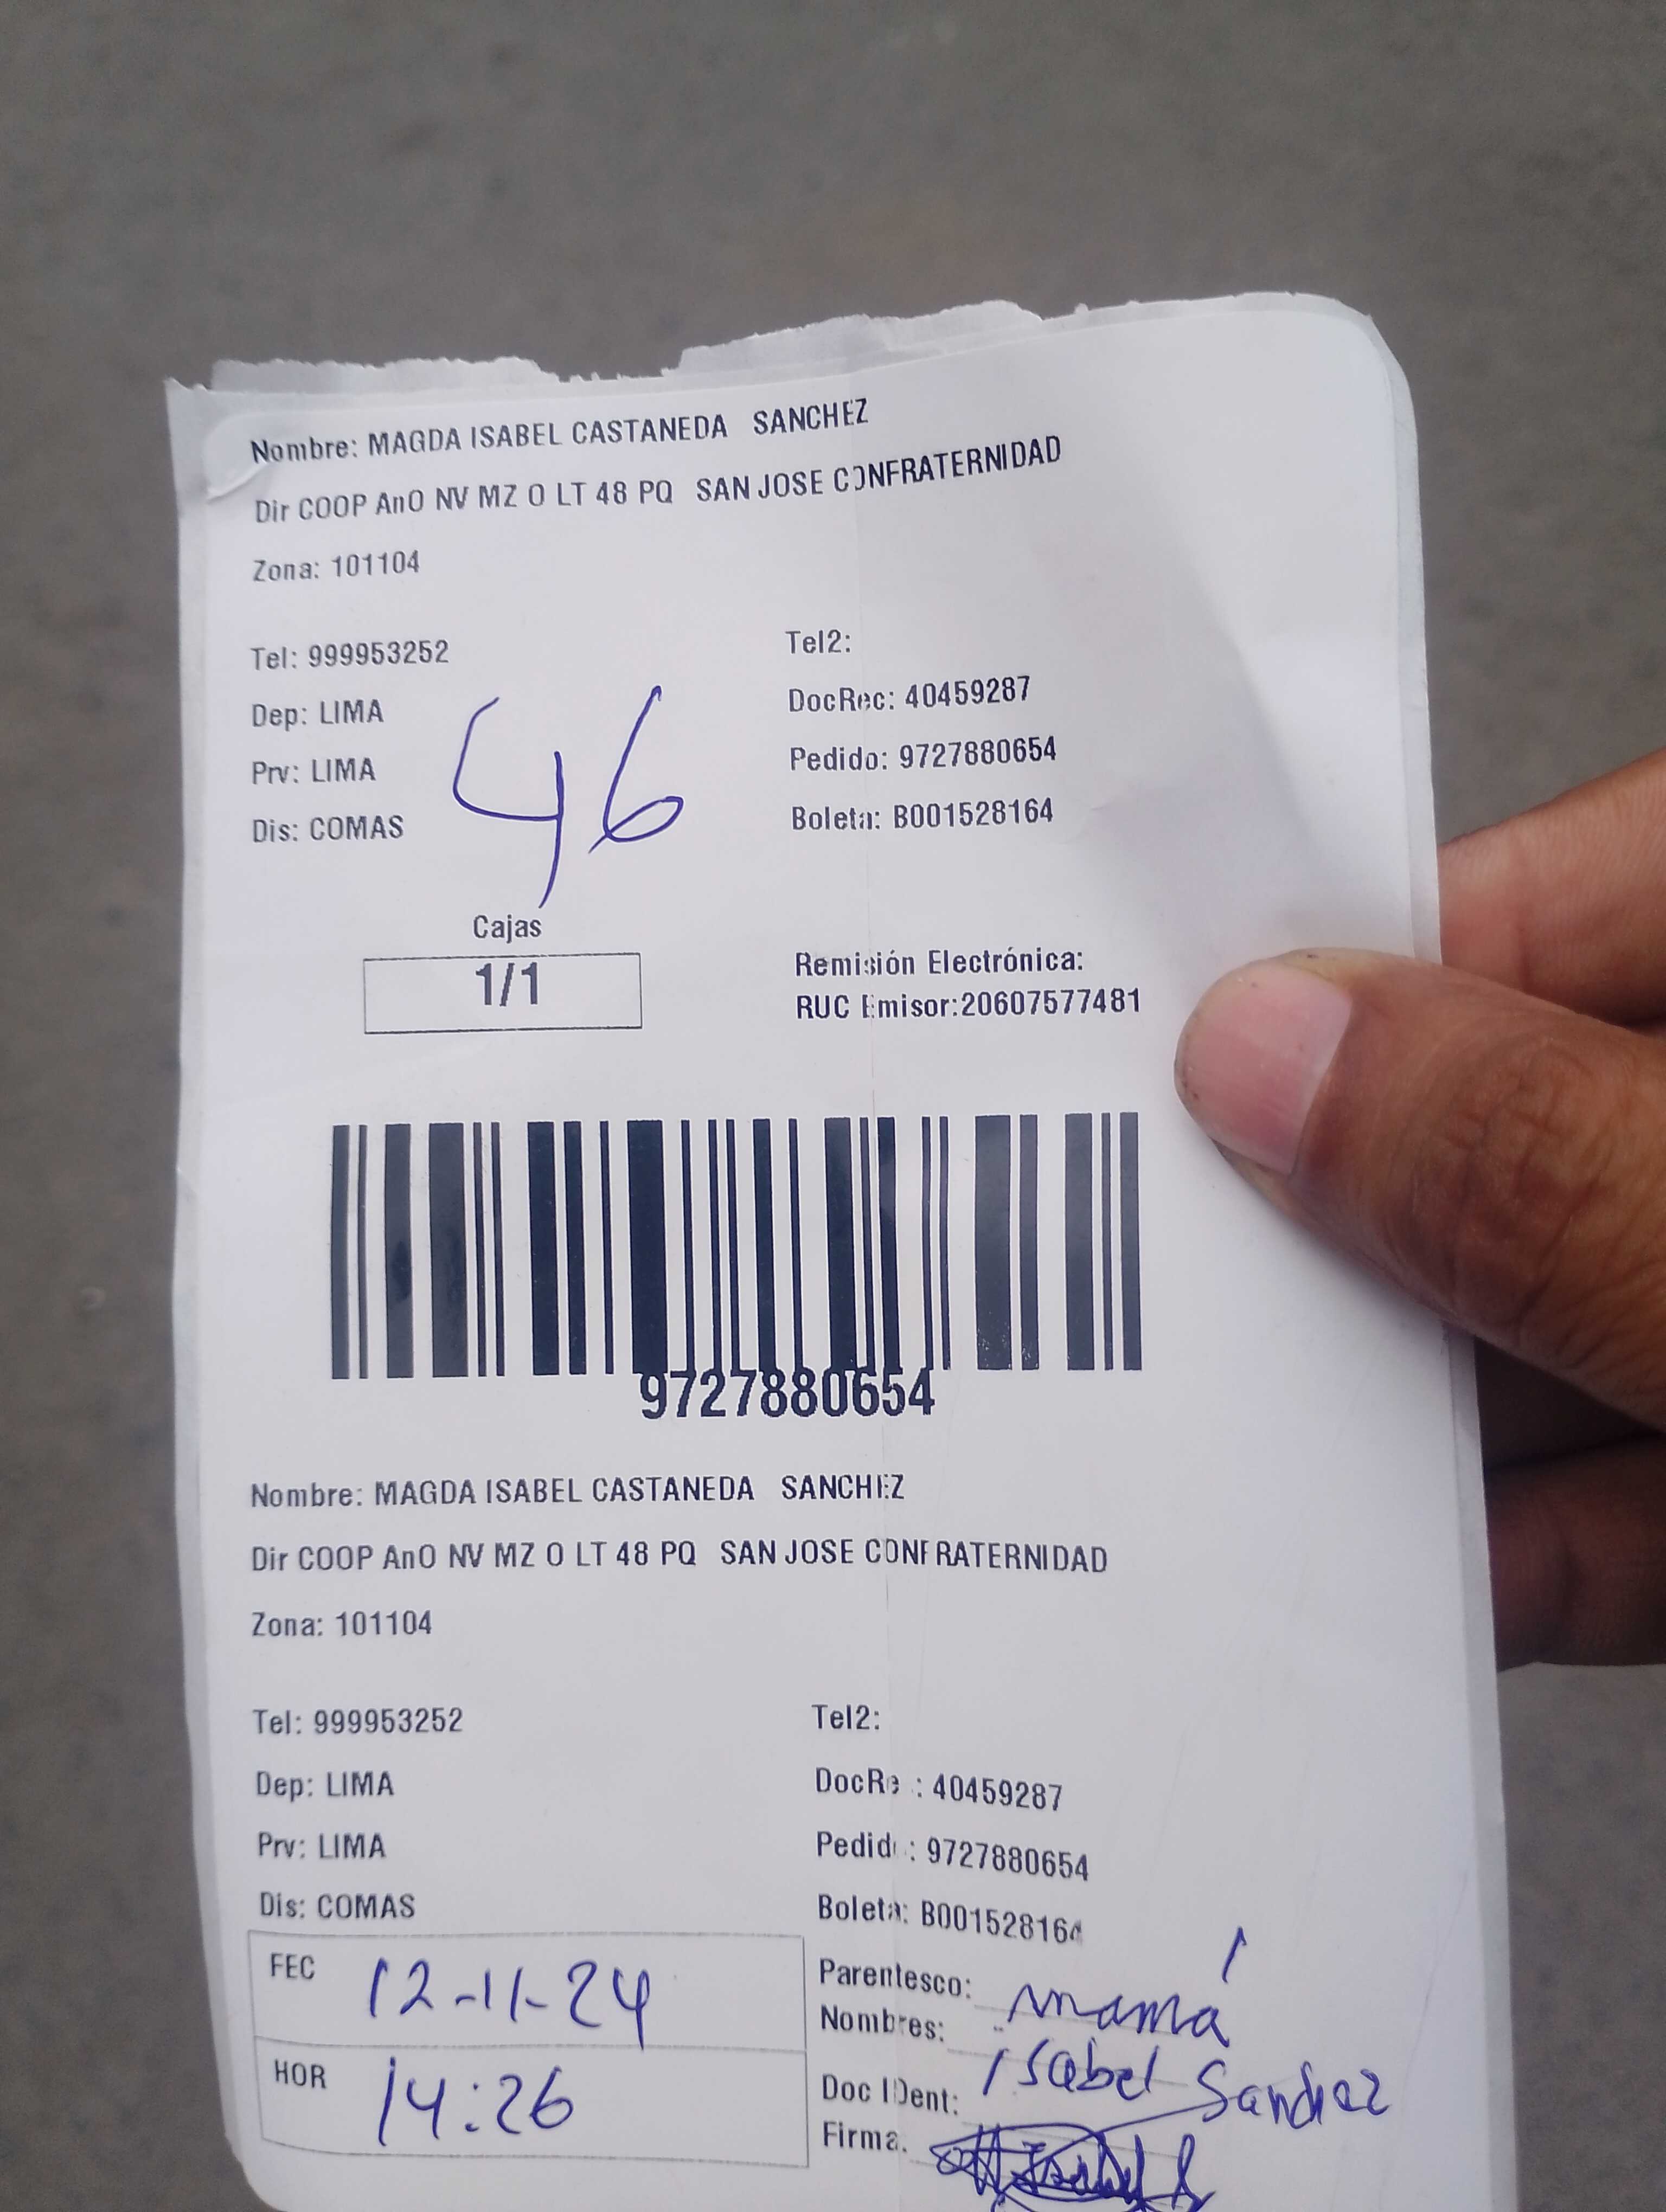 Nombre: MAGDA ISABEL CASTANEDA SANCHEZ
Dir COOP AnO NV MZ O LT 48 PQ SAN JOSE CONFRATERNIDAD
Zona: 101104
Tel: 999953252 Tel2:
Dep: LIMA DocRec: 40459287
Prv: LIMA Pedido: 9727880654
Dis: COMAS Boleta: B001528164
46
Cajas
1/1
Remisión Electrónica:
RUC Emisor:20607577481
9727880654
Nombre: MAGDA ISABEL CASTANEDA SANCHEZ
Dir COOP AnO NV MZ O LT 48 PQ SAN JOSE CONFRATERNIDAD
Zona: 101104
Tel: 999953252 Tel2:
Dep: LIMA DocRe : 40459287
Prv: LIMA Pedid : 9727880654
Dis: COMAS Boleta: B001528164
FEC 12-11-24
HOR 14:26
Parentesco: mamá
Nombres: Isabel Sanchez
Doc IDent:
Firma.